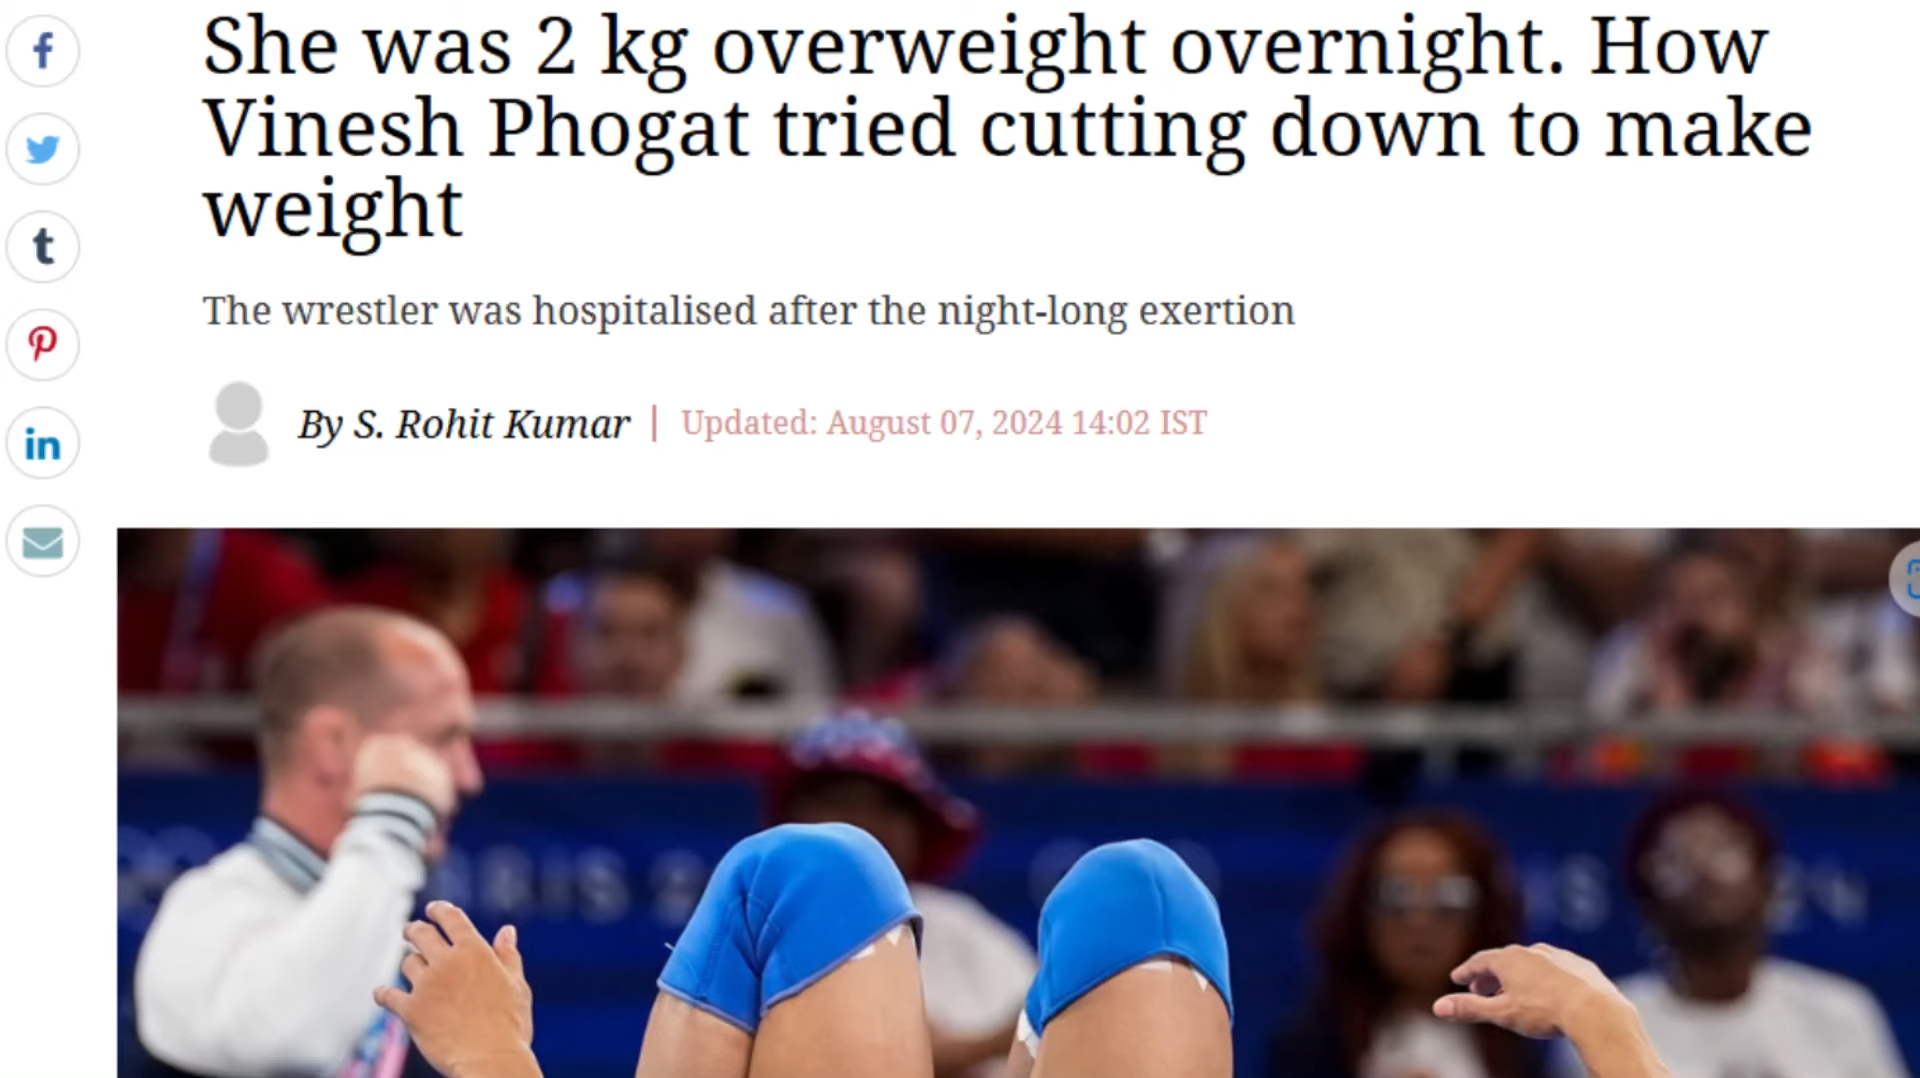 She was 2 kg overweight overnight. How
Vinesh Phogat tried cutting down to make
weight
The wrestler was hospitalised after the night-long exertion
By S. Rohit Kumar | Updated: August 07, 2024 14:02 IST